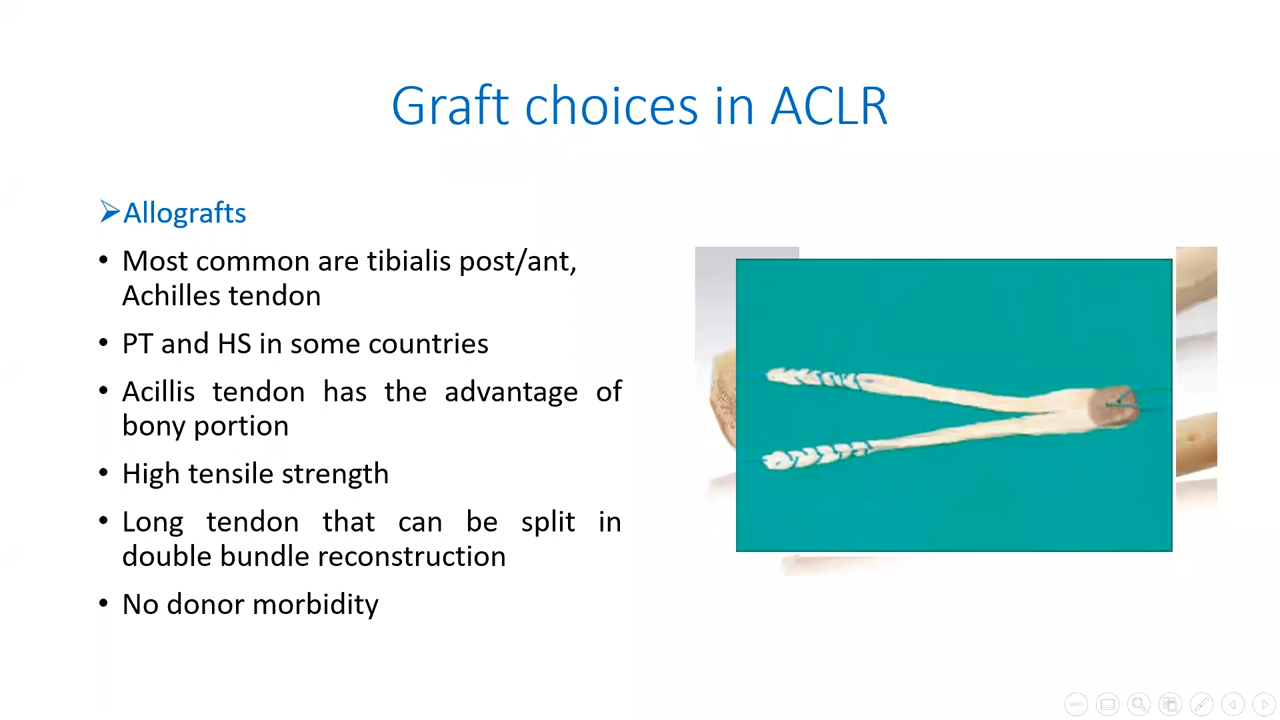 Graft choices in ACLR
➢Allografts
• Most common are tibialis post/ant,
Achilles tendon
• PT and HS in some countries
• Acillis tendon has the advantage of
bony portion
• High tensile strength
• Long tendon that can be split in
double bundle reconstruction
• No donor morbidity